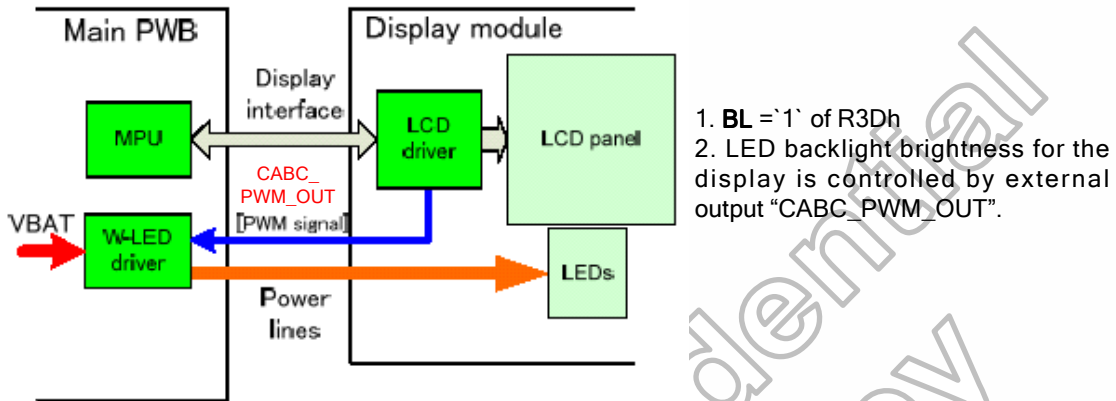 Main PWB
Display module
Display
interface
MPU
LCD
driver
LCD panel
CABC_
PWM_OUT
[PWM signal]
VBAT
W-LED
driver
LEDs
Power
lines
1. BL =`1` of R3Dh
2. LED backlight brightness for the
display is controlled by external
output “CABC_PWM_OUT”.